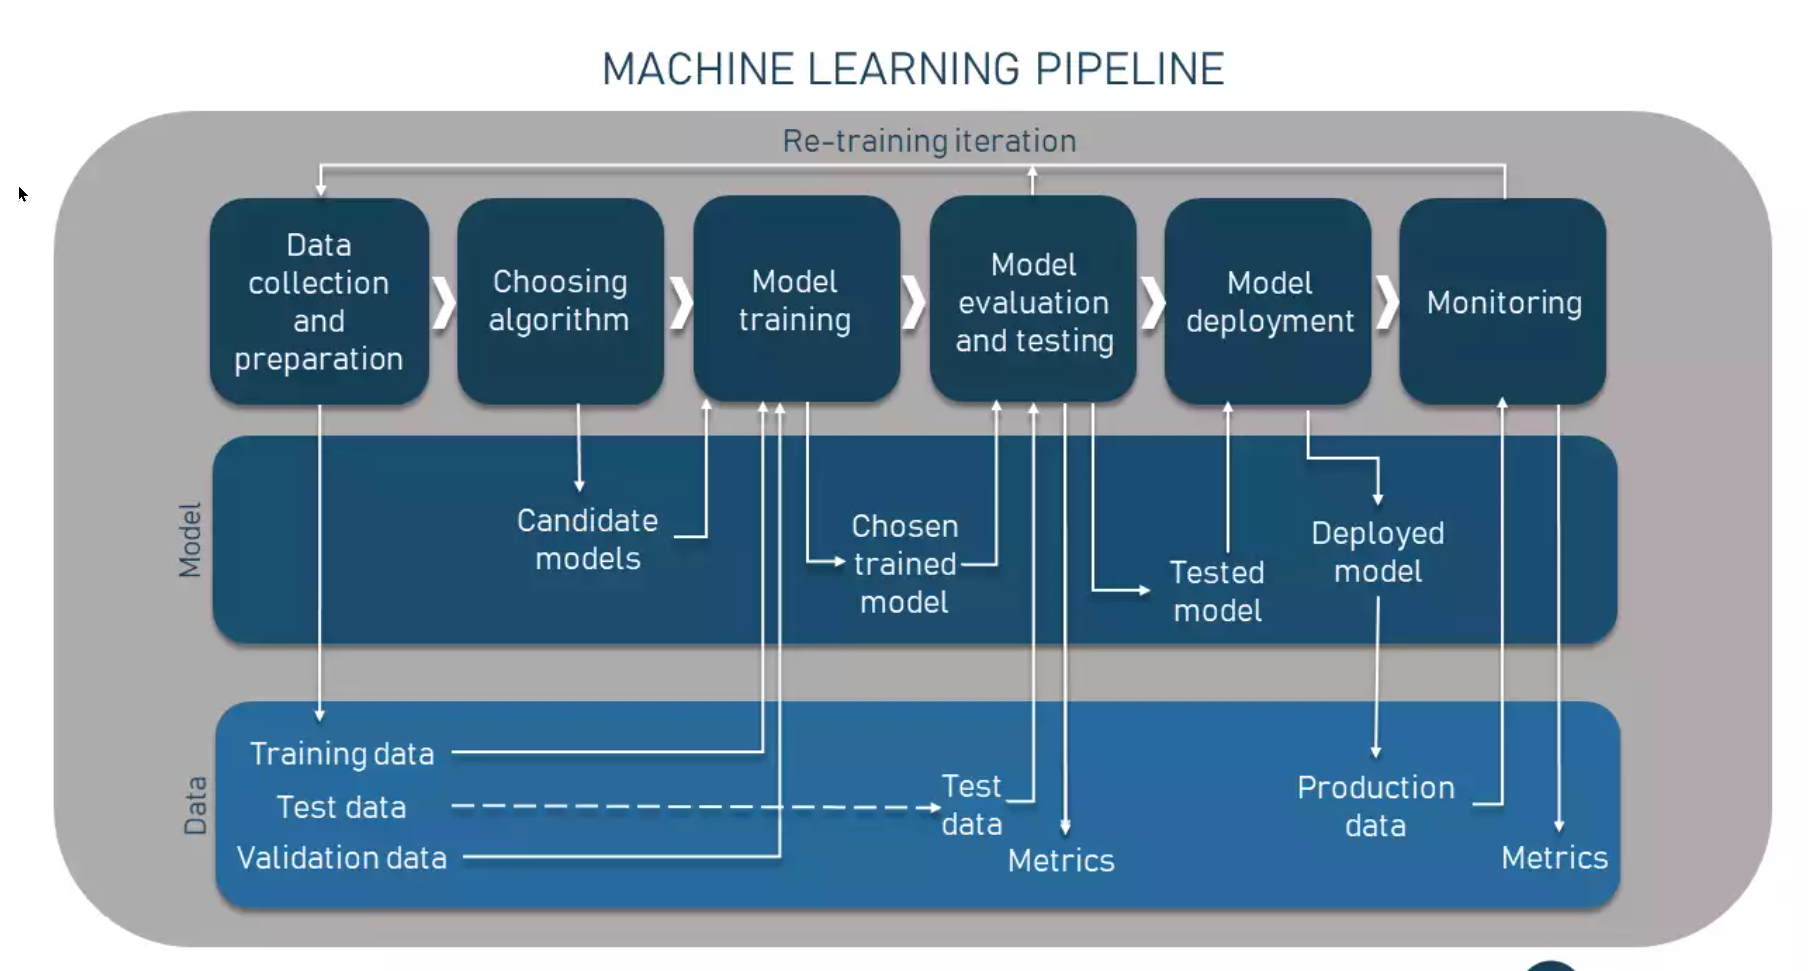 MACHINE LEARNING PIPELINE
Re-training iteration
Data
collection
and
preparation
Choosing
algorithm
Model
training
Model
evaluation
and testing
Model
deployment
Monitoring
Model
Candidate
models
Chosen
trained
model
Tested
model
Deployed
model
Data
Training data
Test data
Validation data
Test
data
Metrics
Production
data
Metrics